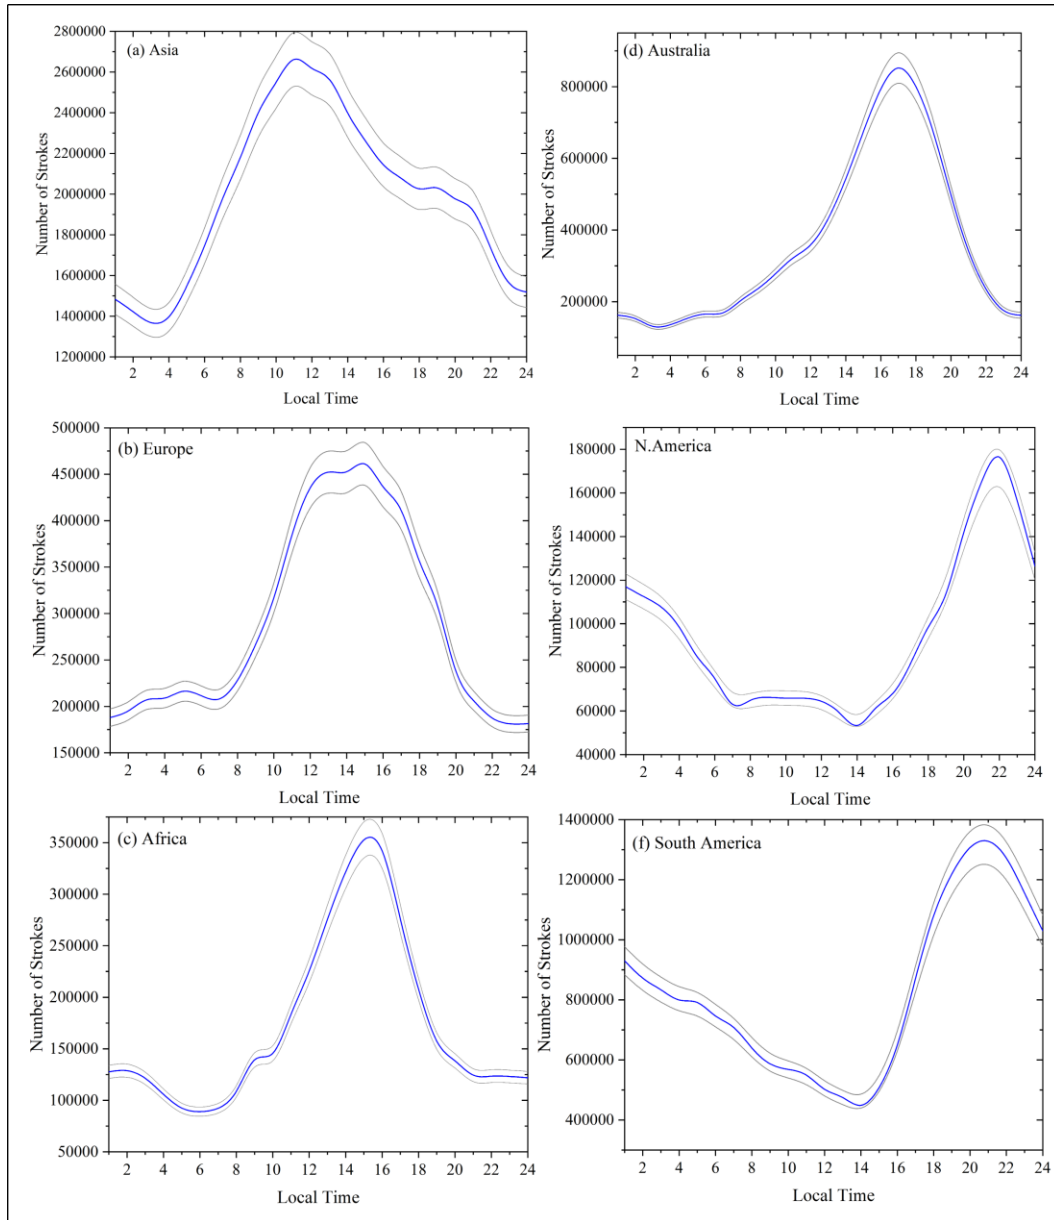 (a) Asia
Number of Strokes
2800000
2600000
2400000
2200000
2000000
1800000
1600000
1400000
1200000
2 4 6 8 10 12 14 16 18 20 22 24
Local Time
(d) Australia
Number of Strokes
800000
600000
400000
200000
2 4 6 8 10 12 14 16 18 20 22 24
Local Time
(b) Europe
Number of Strokes
500000
450000
400000
350000
300000
250000
200000
150000
2 4 6 8 10 12 14 16 18 20 22 24
Local Time
N.America
Number of Strokes
180000
160000
140000
120000
100000
80000
60000
40000
2 4 6 8 10 12 14 16 18 20 22 24
Local Time
(c) Africa
Number of Strokes
350000
300000
250000
200000
150000
100000
50000
2 4 6 8 10 12 14 16 18 20 22 24
Local Time
(f) South America
Number of Strokes
1400000
1200000
1000000
800000
600000
400000
2 4 6 8 10 12 14 16 18 20 22 24
Local Time